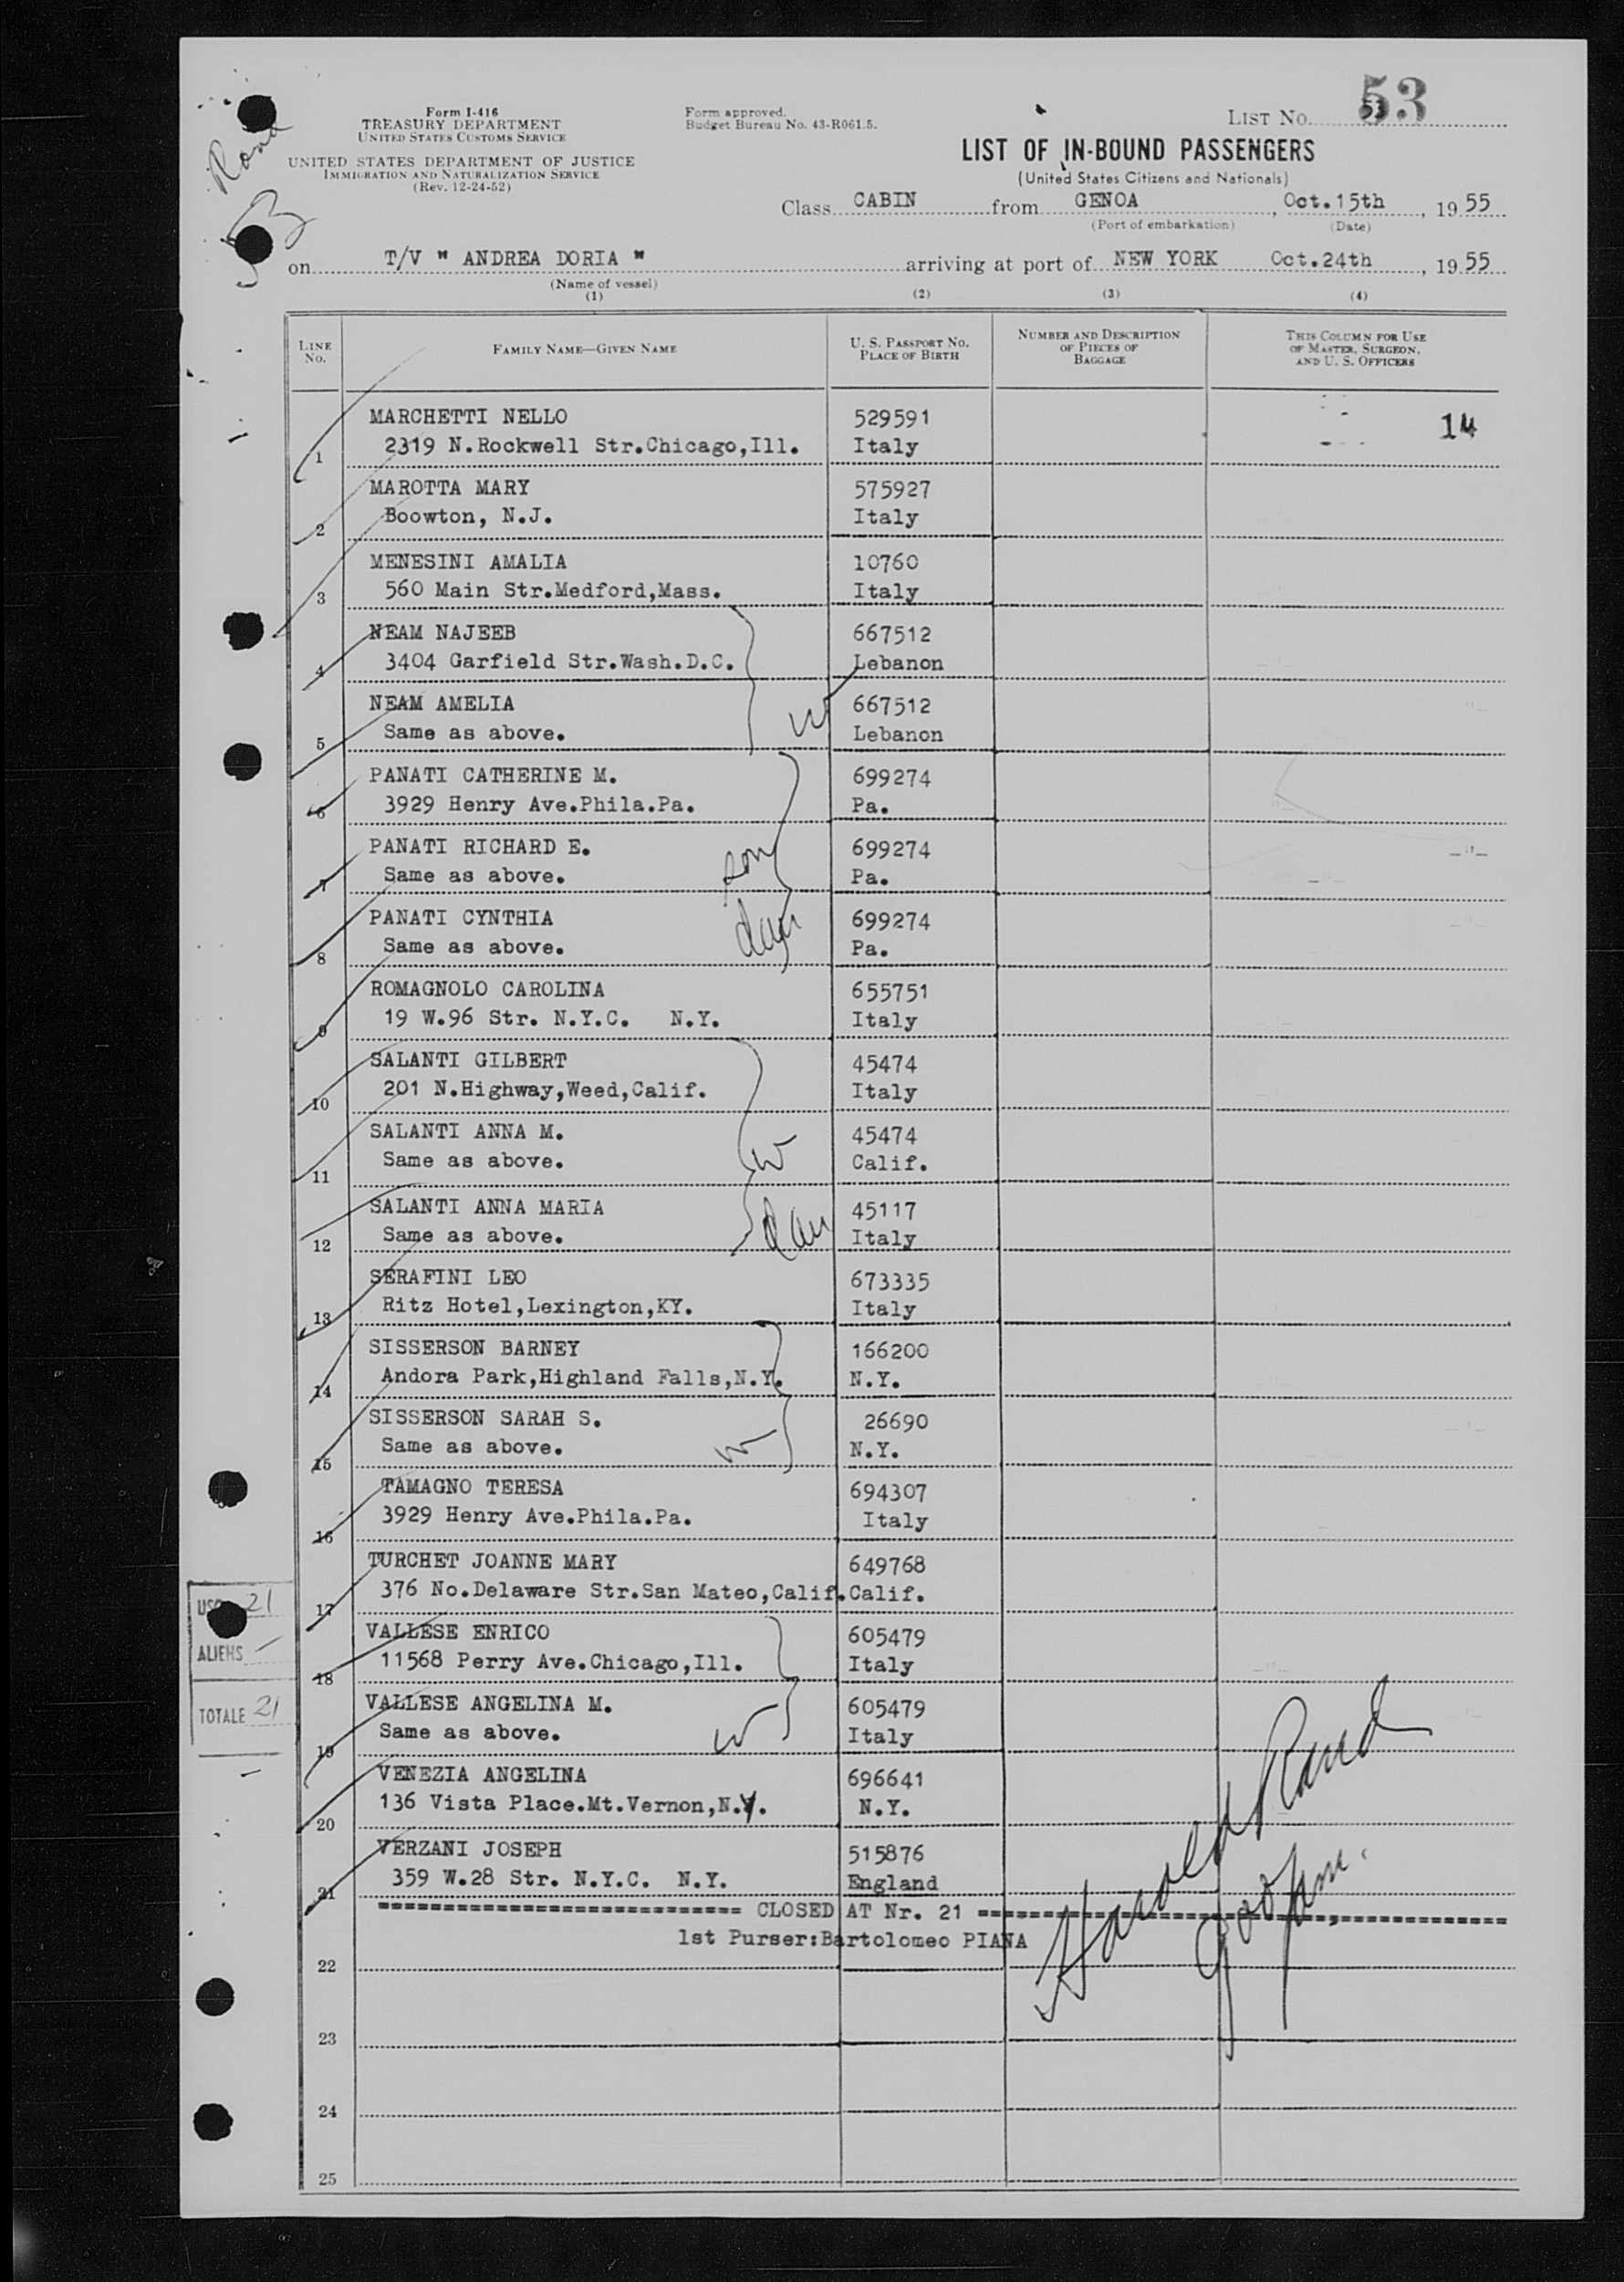 Form I-416
TREASURY DEPARTMENT
UNITED STATES CUSTOMS SERVICE
UNITED STATES DEPARTMENT OF JUSTICE
IMMIGRATION AND NATURALIZATION SERVICE
(Rev. 12-24-52)
Form approved.
Budget Bureau No. 43-R061.5.
LIST No. 53
53
LIST OF IN-BOUND PASSENGERS
(United States Citizens and Nationals)
Rand
53
Class CABIN from GENOA, Oct.15th, 1955
(Port of embarkation) (Date)
on T/V " ANDREA DORIA " arriving at port of NEW YORK Oct.24th, 1955
(Name of vessel)
(1) (2) (3) (4)
LINE No. FAMILY NAME—GIVEN NAME U. S. PASSPORT NO. PLACE OF BIRTH NUMBER AND DESCRIPTION OF PIECES OF BAGGAGE THIS COLUMN FOR USE OF MASTER, SURGEON, AND U. S. OFFICERS
MARCHETTI NELLO 529591 14
1 2319 N.Rockwell Str.Chicago,Ill. Italy
MAROTTA MARY 575927
2 Boowton, N.J. Italy
MENESINI AMALIA 10760
3 560 Main Str.Medford,Mass. Italy
NEAM NAJEEB 667512
4 3404 Garfield Str.Wash.D.C. Lebanon
NEAM AMELIA w 667512
5 Same as above. Lebanon
PANATI CATHERINE M. 699274
6 3929 Henry Ave.Phila.Pa. Pa.
PANATI RICHARD E. son 699274
7 Same as above. Pa.
PANATI CYNTHIA dau 699274
8 Same as above. Pa.
ROMAGNOLO CAROLINA 655751
9 19 W.96 Str. N.Y.C. N.Y. Italy
SALANTI GILBERT 45474
10 201 N.Highway,Weed,Calif. Italy
SALANTI ANNA M. w 45474
11 Same as above. Calif.
SALANTI ANNA MARIA dau 45117
12 Same as above. Italy
SERAFINI LEO 673335
13 Ritz Hotel,Lexington,KY. Italy
SISSERSON BARNEY 166200
14 Andora Park,Highland Falls,N.Y. N.Y.
SISSERSON SARAH S. w 26690
15 Same as above. N.Y.
TAMAGNO TERESA 694307
16 3929 Henry Ave.Phila.Pa. Italy
TURCHET JOANNE MARY 649768
17 376 No.Delaware Str.San Mateo,Calif. Calif.
VALLESE ENRICO 605479
18 11568 Perry Ave.Chicago,Ill. Italy
VALLESE ANGELINA M. w 605479
19 Same as above. Italy
VENEZIA ANGELINA 696641
20 136 Vista Place.Mt.Vernon,N.Y. N.Y.
VERZANI JOSEPH 515876
21 359 W.28 Str. N.Y.C. N.Y. England
============================ CLOSED AT Nr. 21 ========================================
1st Purser:Bartolomeo PIANA
22
23
24
25
21
ALIENS —
TOTALE 21
Harold Rand